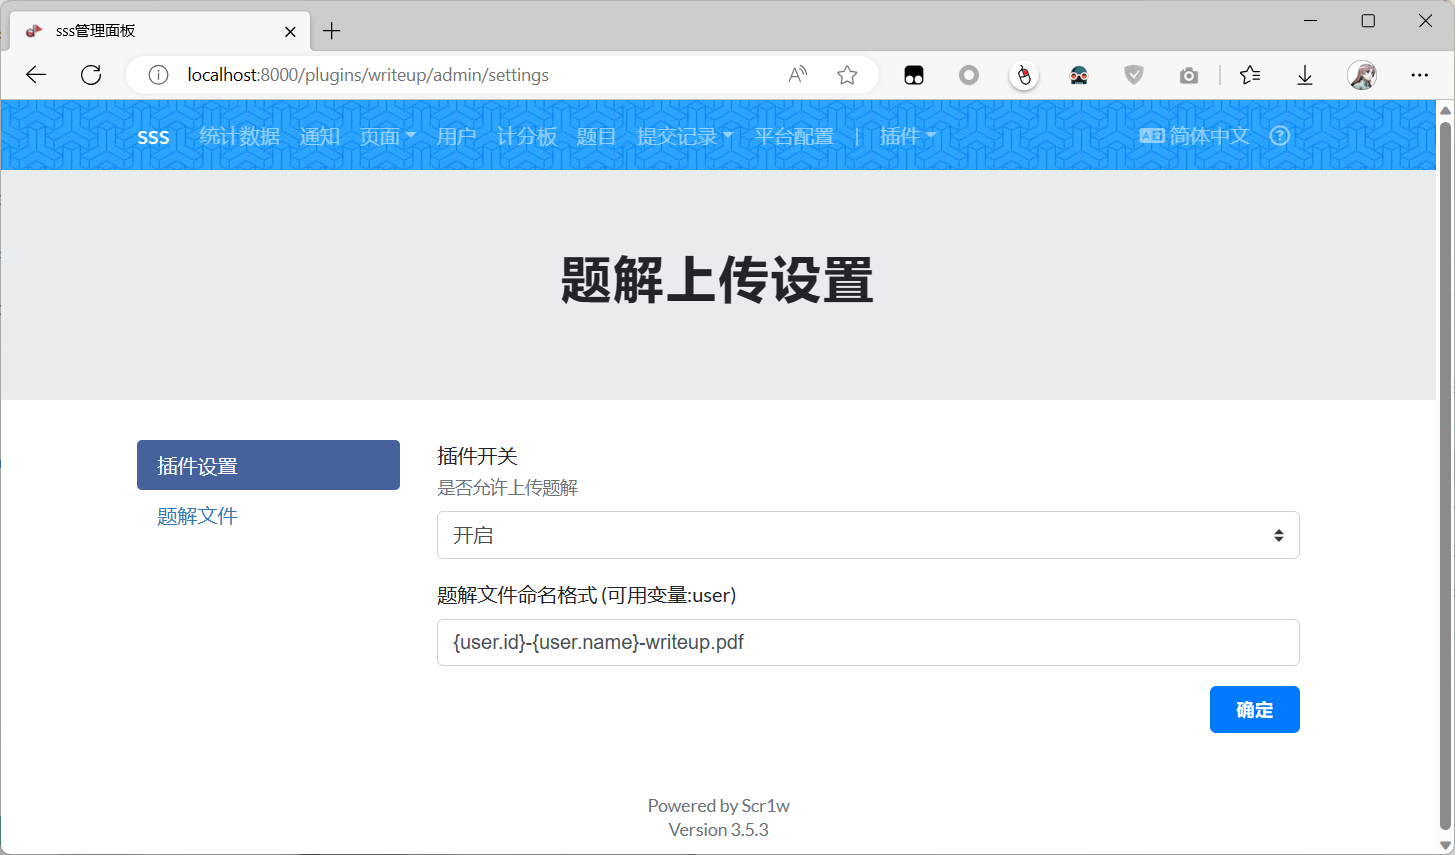 sss管理面板
localhost:8000/plugins/writeup/admin/settings
sss 统计数据 通知 页面 用户 计分板 题目 提交记录 平台配置 | 插件 简体中文
题解上传设置
插件设置
题解文件
插件开关
是否允许上传题解
开启
题解文件命名格式 (可用变量:user)
{user.id}-{user.name}-writeup.pdf
确定
Powered by Scr1w
Version 3.5.3